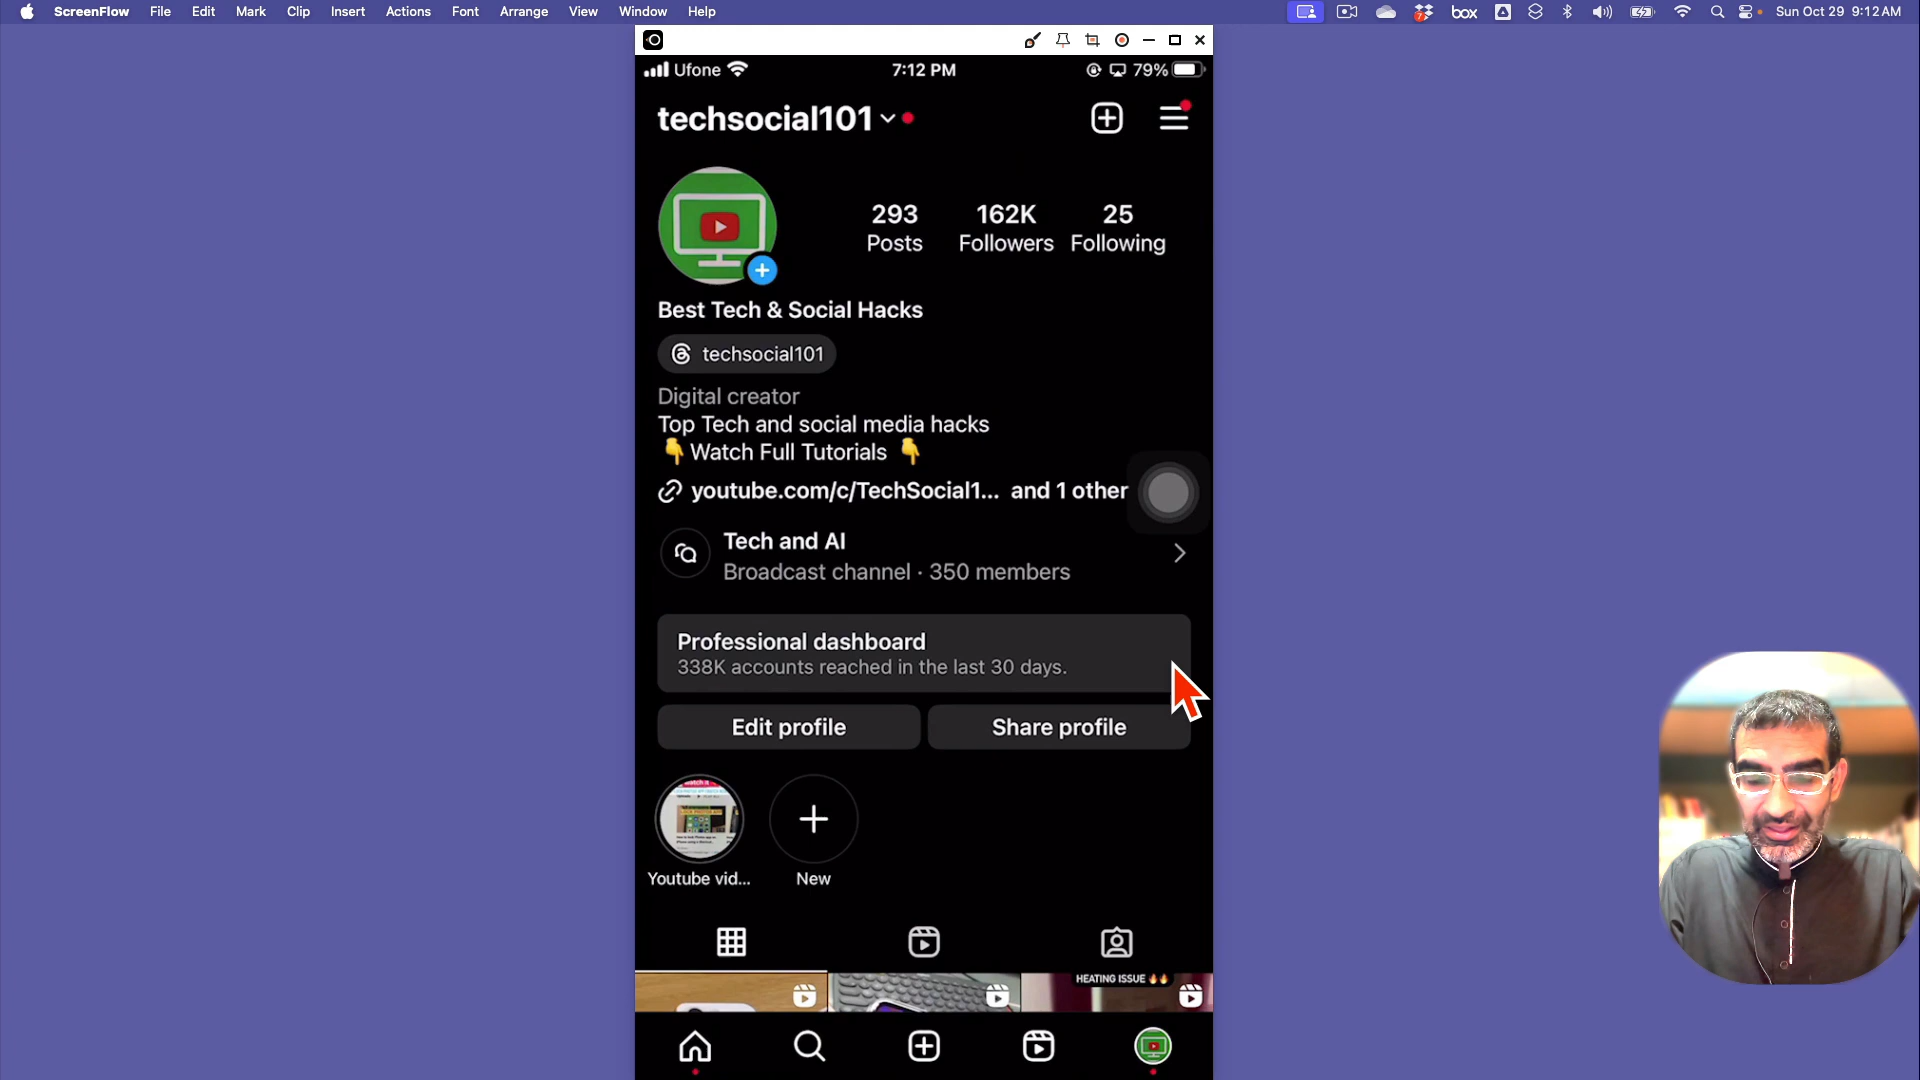 ScreenFlow File Edit Mark Clip Insert Actions Font Arrange View Window Help
7 box Sun Oct 29 9:12AM
Ufone 7:12 PM 79%
techsocial101
293 162K 25
Posts Followers Following
Best Tech & Social Hacks
techsocial101
Digital creator
Top Tech and social media hacks
👇Watch Full Tutorials 👇
youtube.com/c/TechSocial1... and 1 other
Tech and AI
Broadcast channel · 350 members
Professional dashboard
338K accounts reached in the last 30 days.
Edit profile Share profile
Youtube vid... New
HEATING ISSUE 🔥🔥